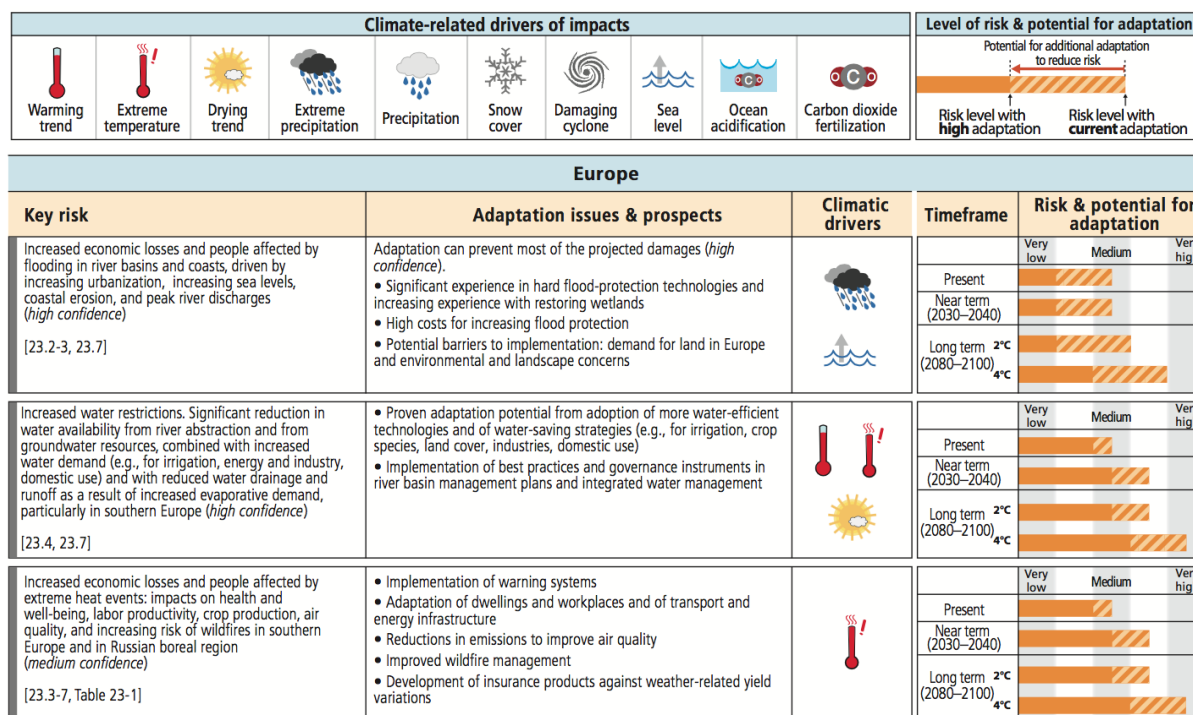 Climate-related drivers of impacts
Warming
trend
Extreme
temperature
Drying
trend
Extreme
precipitation
Precipitation
Snow
cover
Damaging
cyclone
Sea
level
O C O
Ocean
acidification
O C O
Carbon dioxide
fertilization
Level of risk & potential for adaptation
Potential for additional adaptation
to reduce risk
Risk level with
high adaptation
Risk level with
current adaptation
Europe
Key risk
Adaptation issues & prospects
Climatic
drivers
Timeframe
Risk & potential for
adaptation
Increased economic losses and people affected by
flooding in river basins and coasts, driven by
increasing urbanization, increasing sea levels,
coastal erosion, and peak river discharges
(high confidence)
[23.2-3, 23.7]
Adaptation can prevent most of the projected damages (high
confidence).
• Significant experience in hard flood-protection technologies and
increasing experience with restoring wetlands
• High costs for increasing flood protection
• Potential barriers to implementation: demand for land in Europe
and environmental and landscape concerns
Very
low
Medium
Ver
hig
Present
Near term
(2030–2040)
Long term
(2080–2100)
2°C
4°C
Increased water restrictions. Significant reduction in
water availability from river abstraction and from
groundwater resources, combined with increased
water demand (e.g., for irrigation, energy and industry,
domestic use) and with reduced water drainage and
runoff as a result of increased evaporative demand,
particularly in southern Europe (high confidence)
[23.4, 23.7]
• Proven adaptation potential from adoption of more water-efficient
technologies and of water-saving strategies (e.g., for irrigation, crop
species, land cover, industries, domestic use)
• Implementation of best practices and governance instruments in
river basin management plans and integrated water management
Very
low
Medium
Ver
hig
Present
Near term
(2030–2040)
Long term
(2080–2100)
2°C
4°C
Increased economic losses and people affected by
extreme heat events: impacts on health and
well-being, labor productivity, crop production, air
quality, and increasing risk of wildfires in southern
Europe and in Russian boreal region
(medium confidence)
[23.3-7, Table 23-1]
• Implementation of warning systems
• Adaptation of dwellings and workplaces and of transport and
energy infrastructure
• Reductions in emissions to improve air quality
• Improved wildfire management
• Development of insurance products against weather-related yield
variations
Very
low
Medium
Ver
hig
Present
Near term
(2030–2040)
Long term
(2080–2100)
2°C
4°C